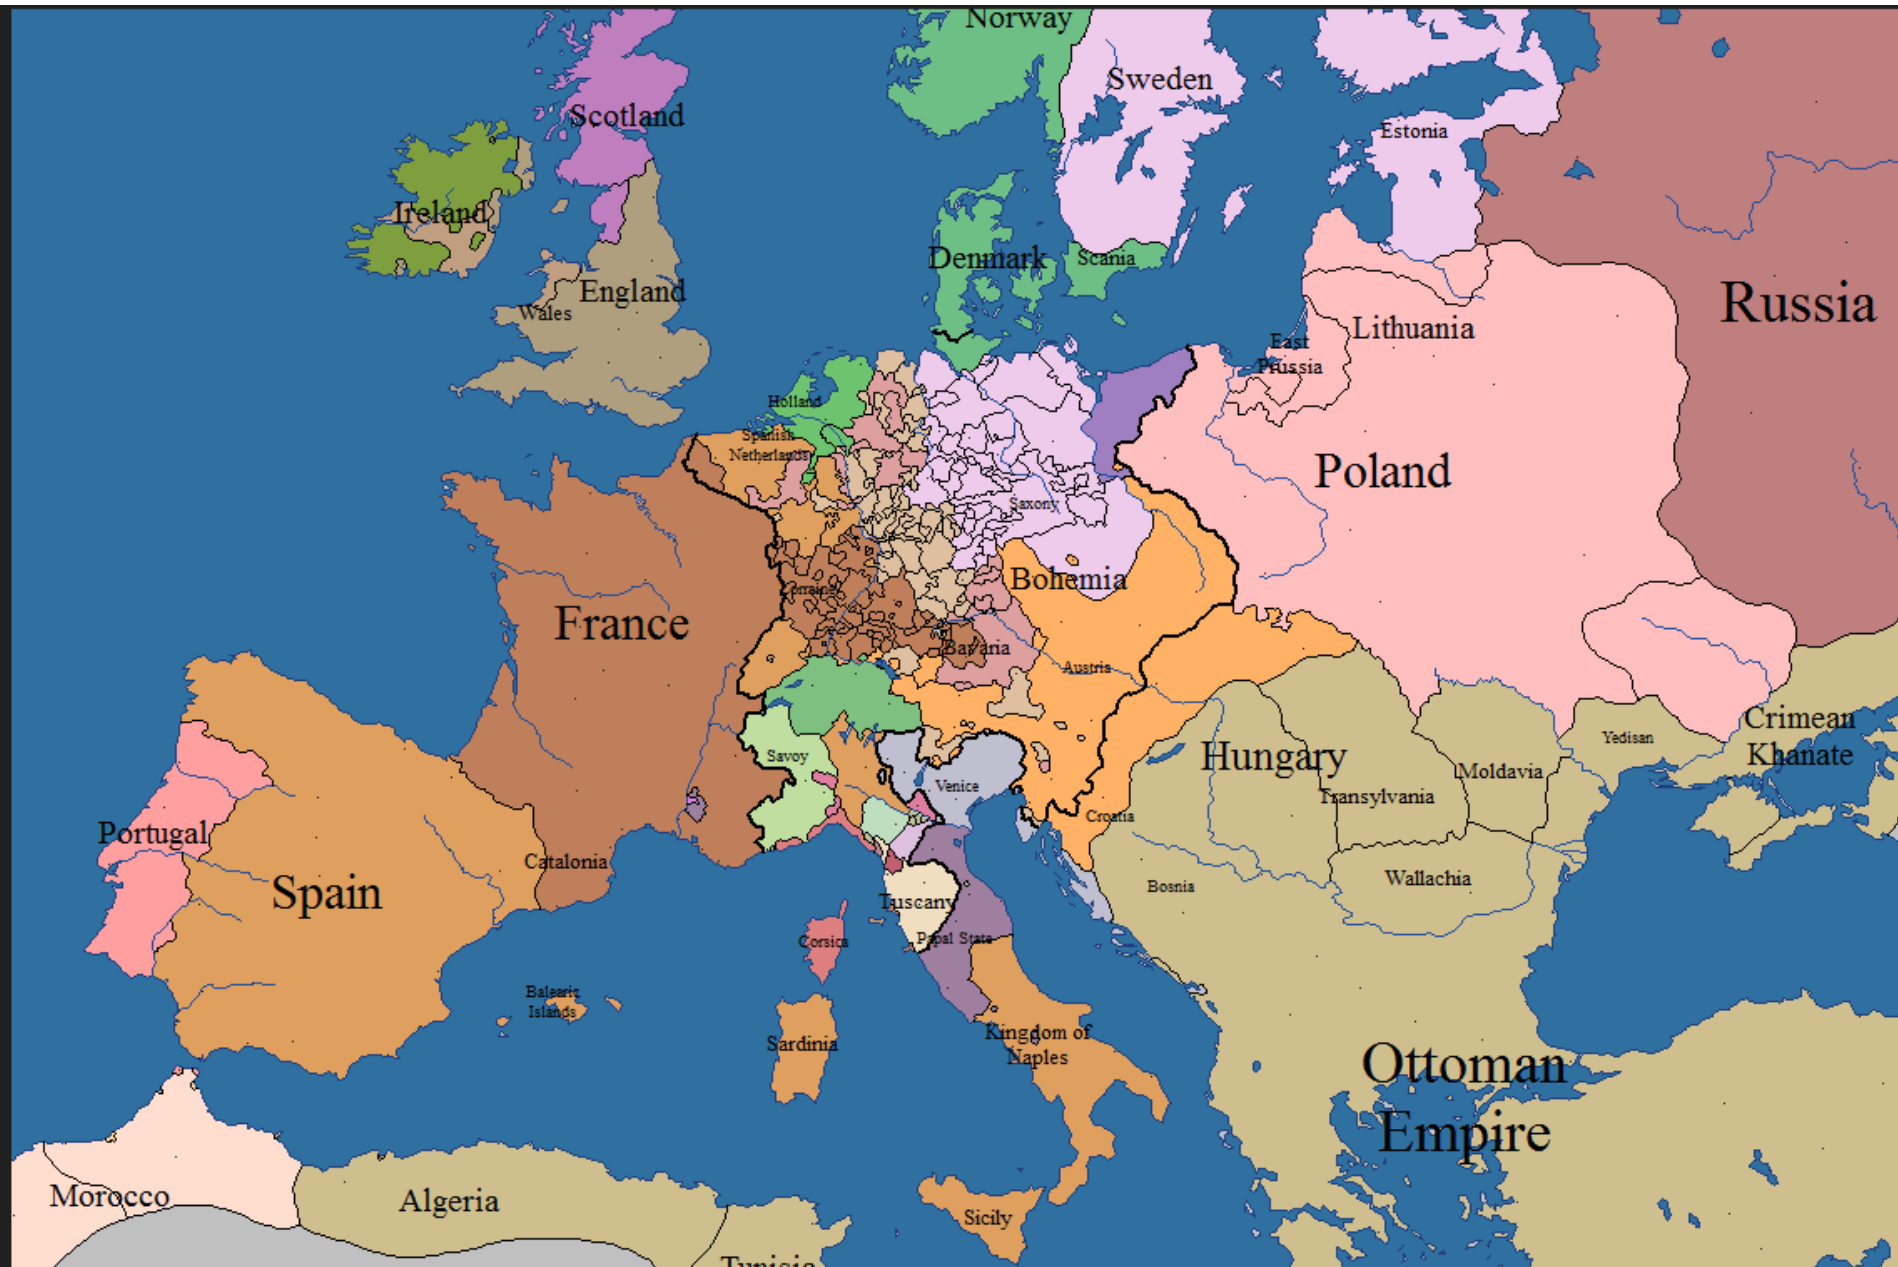 Norway
Sweden
Scotland
Estonia
Ireland
Denmark
Scania
England
Wales
Russia
Lithuania
East
Prussia
Holland
Spanish
Netherlands
Poland
Saxony
Bohemia
Lorraine
France
Bavaria
Austria
Crimean
Khanate
Yedisan
Hungary
Savoy
Moldavia
Venice
Transylvania
Croatia
Portugal
Catalonia
Wallachia
Bosnia
Spain
Tuscany
Corsica
Papal State
Balearic
Islands
Sardinia
Kingdom of
Naples
Ottoman
Empire
Morocco
Algeria
Sicily
Tunisia